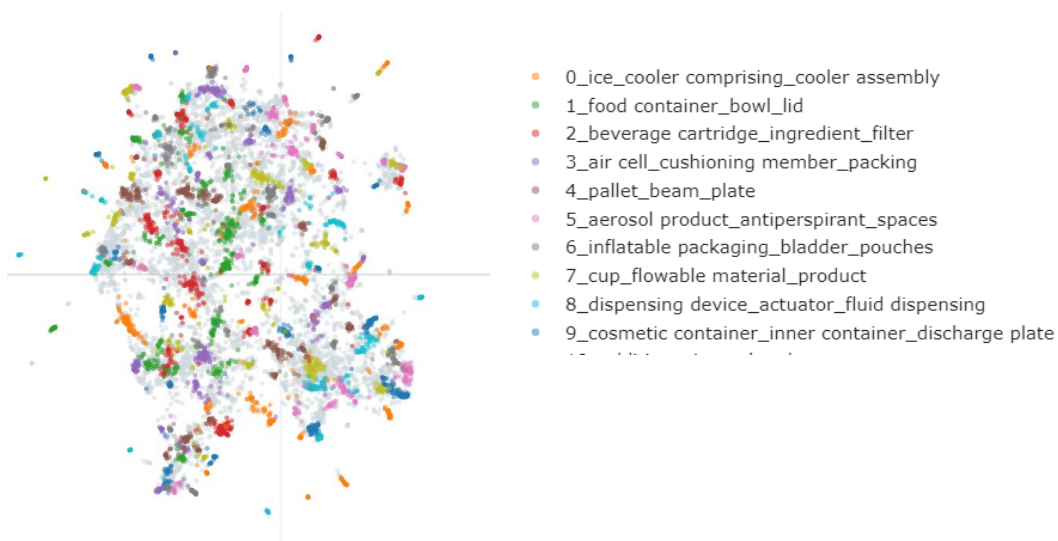 0_ice_cooler comprising_cooler assembly
1_food container_bowl_lid
2_beverage cartridge_ingredient_filter
3_air cell_cushioning member_packing
4_pallet_beam_plate
5_aerosol product_antiperspirant_spaces
6_inflatable packaging_bladder_pouches
7_cup_flowable material_product
8_dispensing device_actuator_fluid dispensing
9_cosmetic container_inner container_discharge plate